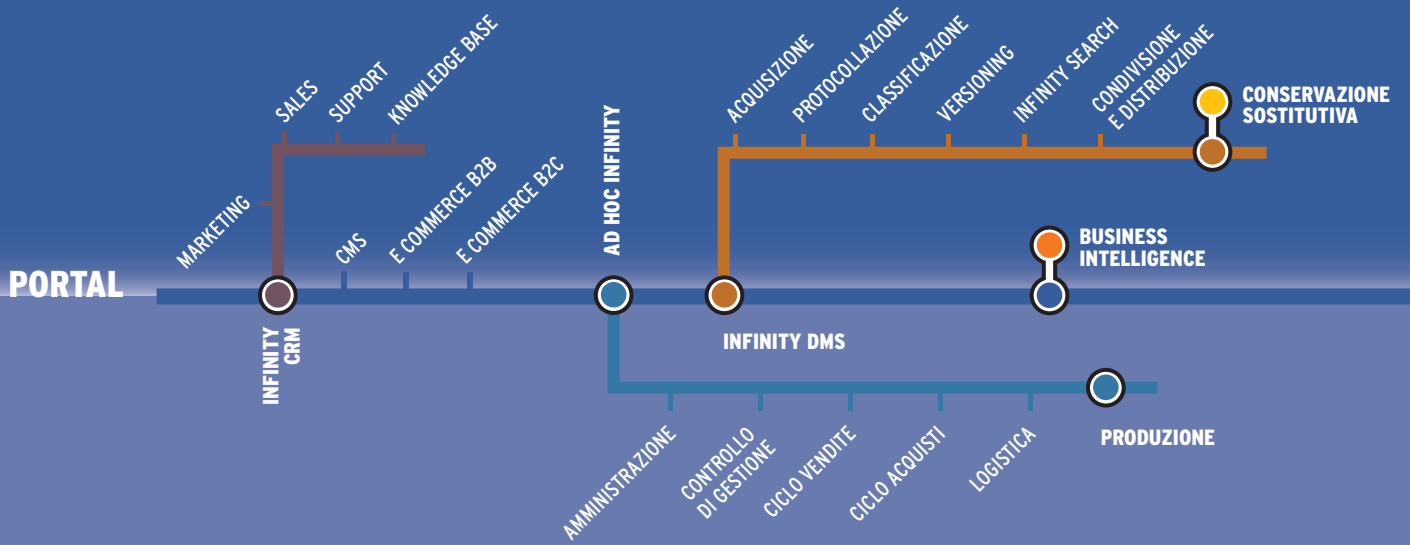 SALES
SUPPORT
KNOWLEDGE BASE
MARKETING
CMS
E COMMERCE B2B
E COMMERCE B2C
PORTAL
INFINITY
CRM
AD HOC INFINITY
ACQUISIZIONE
PROTOCOLLAZIONE
CLASSIFICAZIONE
VERSIONING
INFINITY SEARCH
CONDIVISIONE
E DISTRIBUZIONE
CONSERVAZIONE
SOSTITUTIVA
BUSINESS
INTELLIGENCE
INFINITY DMS
AMMINISTRAZIONE
CONTROLLO
DI GESTIONE
CICLO VENDITE
CICLO ACQUISTI
LOGISTICA
PRODUZIONE